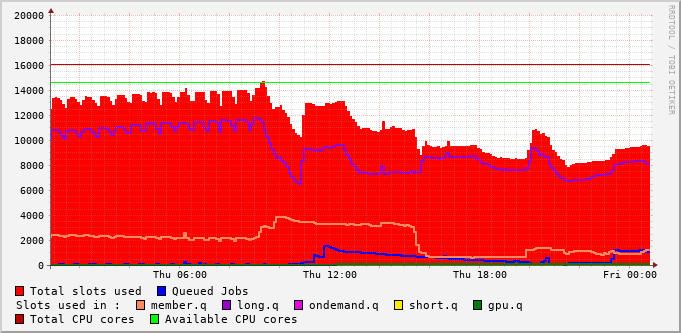 20000
18000
16000
14000
12000
10000
8000
6000
4000
2000
0
Thu 06:00 Thu 12:00 Thu 18:00 Fri 00:00
RRDTOOL / TOBI OETIKER
Total slots used Queued Jobs
Slots used in : member.q long.q ondemand.q short.q gpu.q
Total CPU cores Available CPU cores